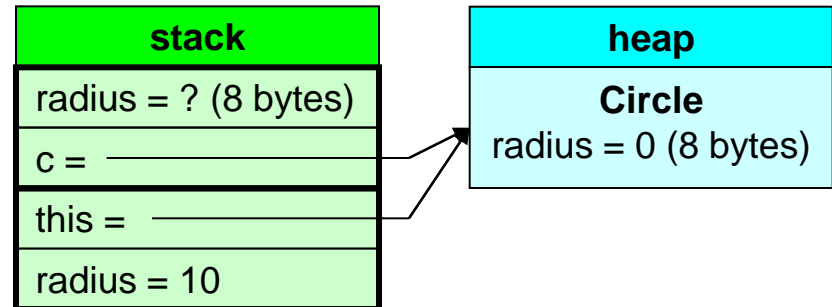 stack
radius = ? (8 bytes)
c =
this =
radius = 10
heap
Circle
radius = 0 (8 bytes)